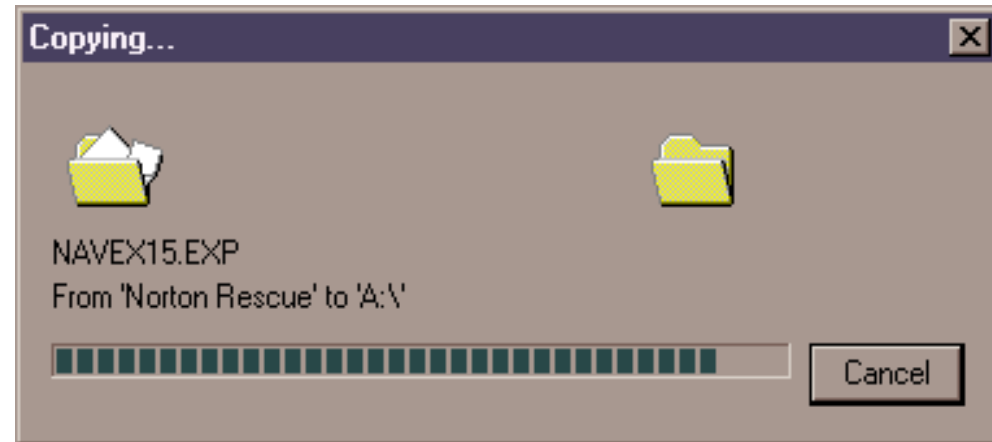 Copying...
NAVEX15.EXP
From 'Norton Rescue' to 'A:\'
Cancel